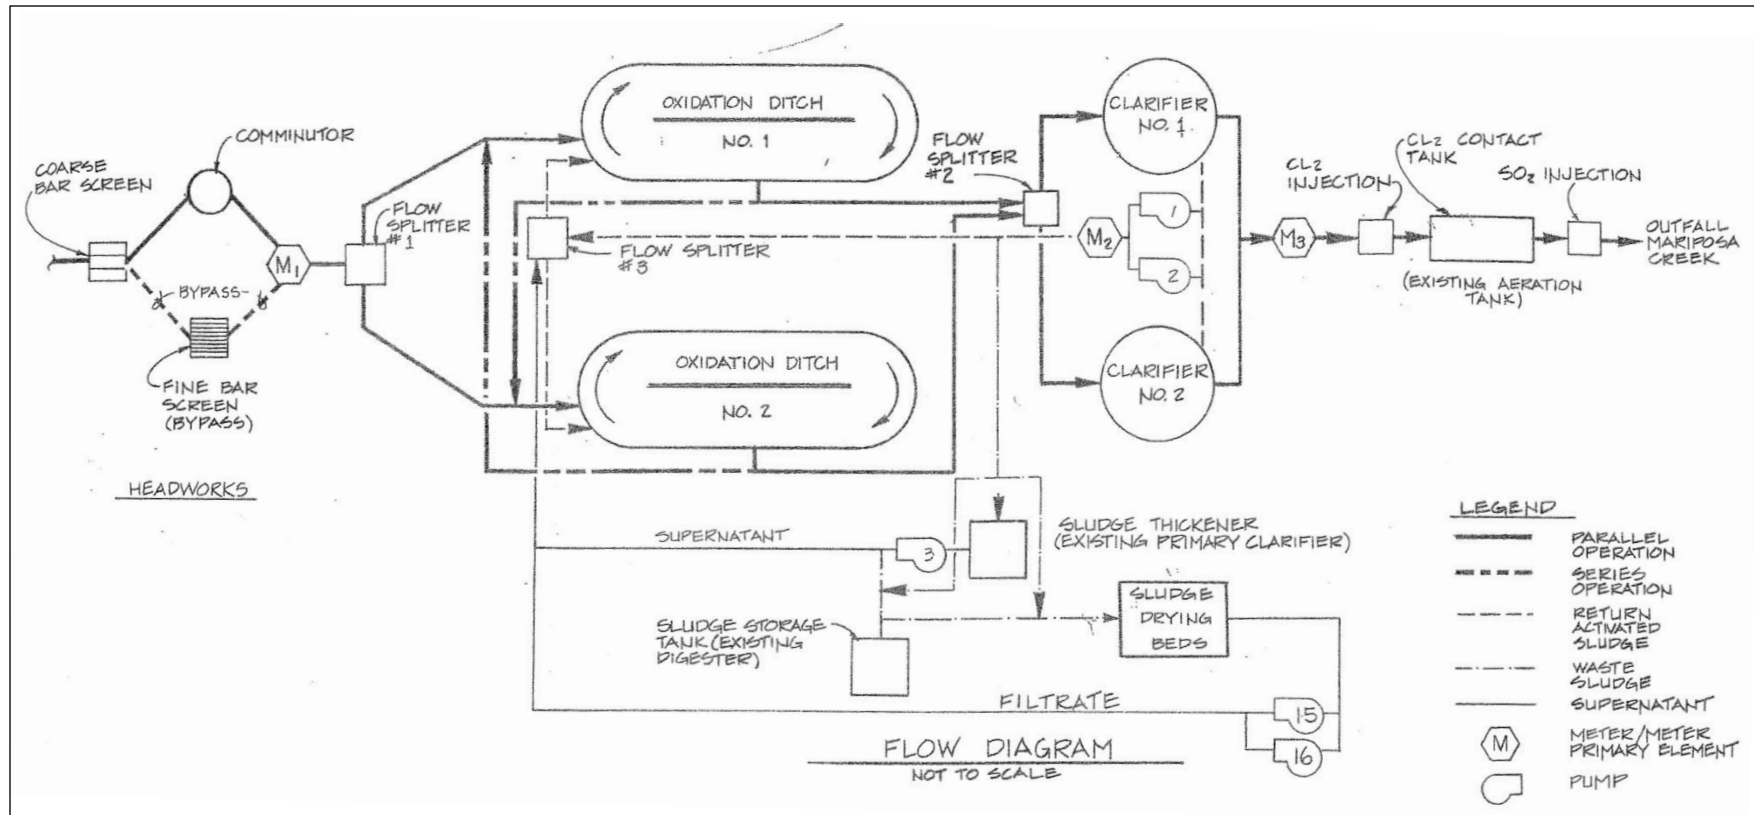 COMMINUTOR
COARSE
BAR SCREEN
M1
BYPASS
FINE BAR
SCREEN
(BYPASS)
HEADWORKS
FLOW
SPLITTER
#1
OXIDATION DITCH
NO. 1
FLOW SPLITTER
#3
OXIDATION DITCH
NO. 2
FLOW
SPLITTER
#2
CLARIFIER
NO. 1
M2
1
2
CLARIFIER
NO. 2
M3
CL2
INJECTION
CL2 CONTACT
TANK
(EXISTING AERATION
TANK)
SO2 INJECTION
OUTFALL
MARIPOSA
CREEK
SUPERNATANT
3
SLUDGE THICKENER
(EXISTING PRIMARY CLARIFIER)
SLUDGE STORAGE
TANK (EXISTING
DIGESTER)
SLUDGE
DRYING
BEDS
FILTRATE
15
16
FLOW DIAGRAM
NOT TO SCALE
LEGEND
PARALLEL
OPERATION
SERIES
OPERATION
RETURN
ACTIVATED
SLUDGE
WASTE
SLUDGE
SUPERNATANT
M
METER/METER
PRIMARY ELEMENT
PUMP